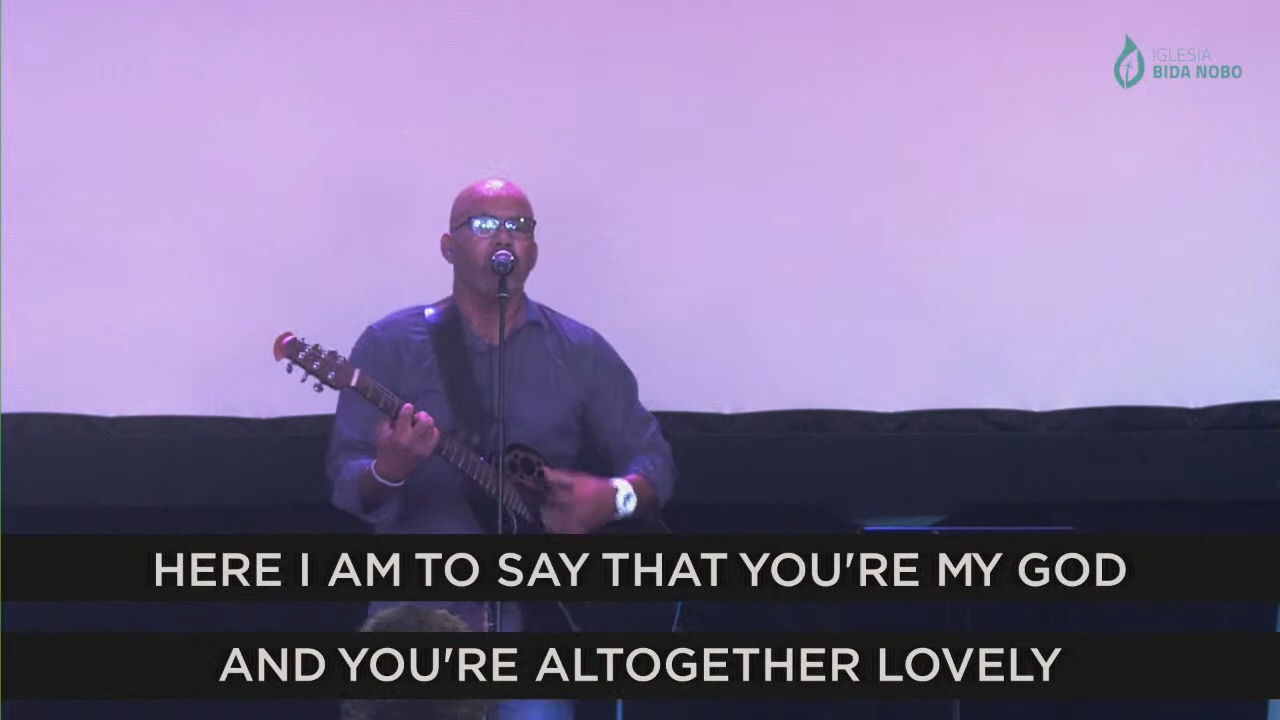 IGLESIA
BIDA NOBO
HERE I AM TO SAY THAT YOU'RE MY GOD
AND YOU'RE ALTOGETHER LOVELY